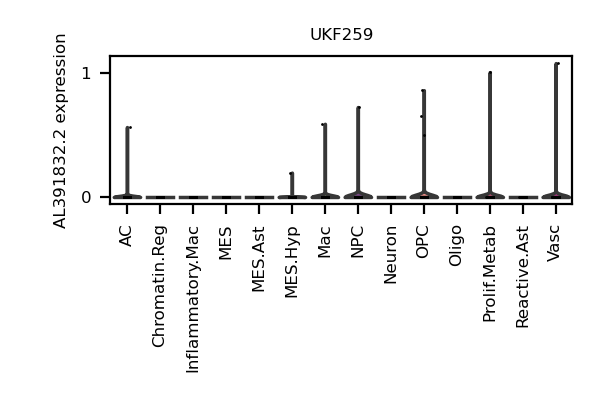 UKF259
AL391832.2 expression
1
0
AC
Chromatin.Reg
Inflammatory.Mac
MES
MES.Ast
MES.Hyp
Mac
NPC
Neuron
OPC
Oligo
Prolif.Metab
Reactive.Ast
Vasc